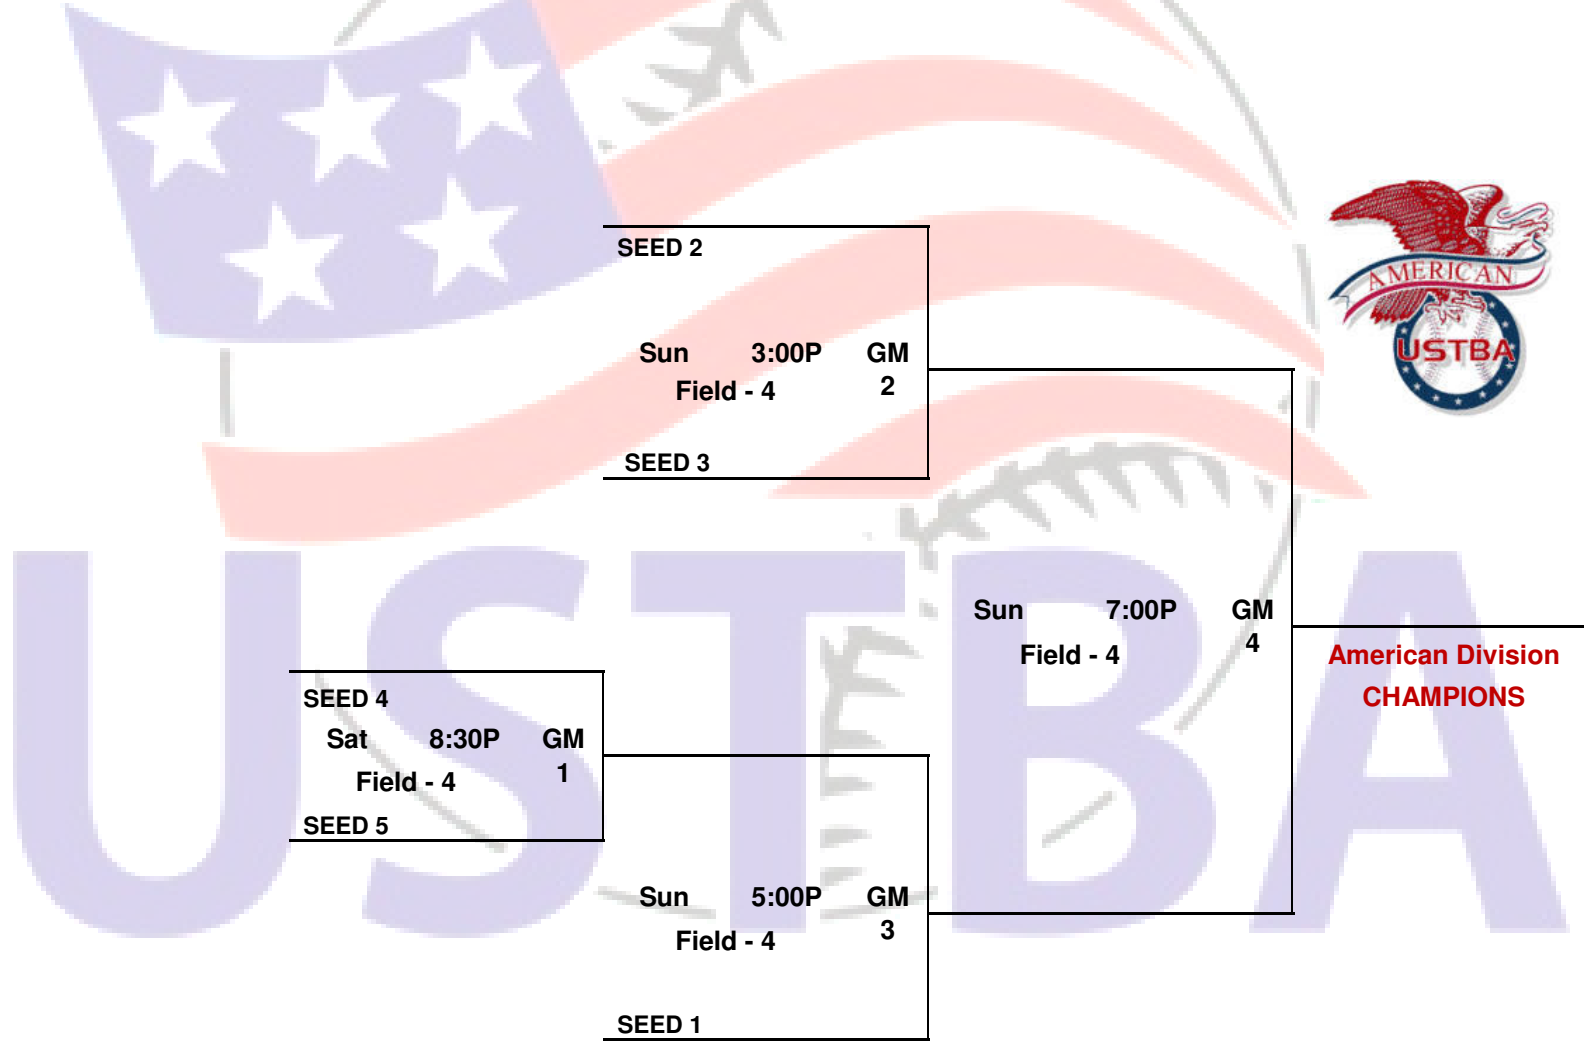 SEED 2
Sun 3:00P GM
Field - 4 2
SEED 3
AMERICAN
USTBA
Sun 7:00P GM
Field - 4 4
American Division
CHAMPIONS
SEED 4
Sat 8:30P GM
Field - 4 1
SEED 5
Sun 5:00P GM
Field - 4 3
SEED 1
USTBA